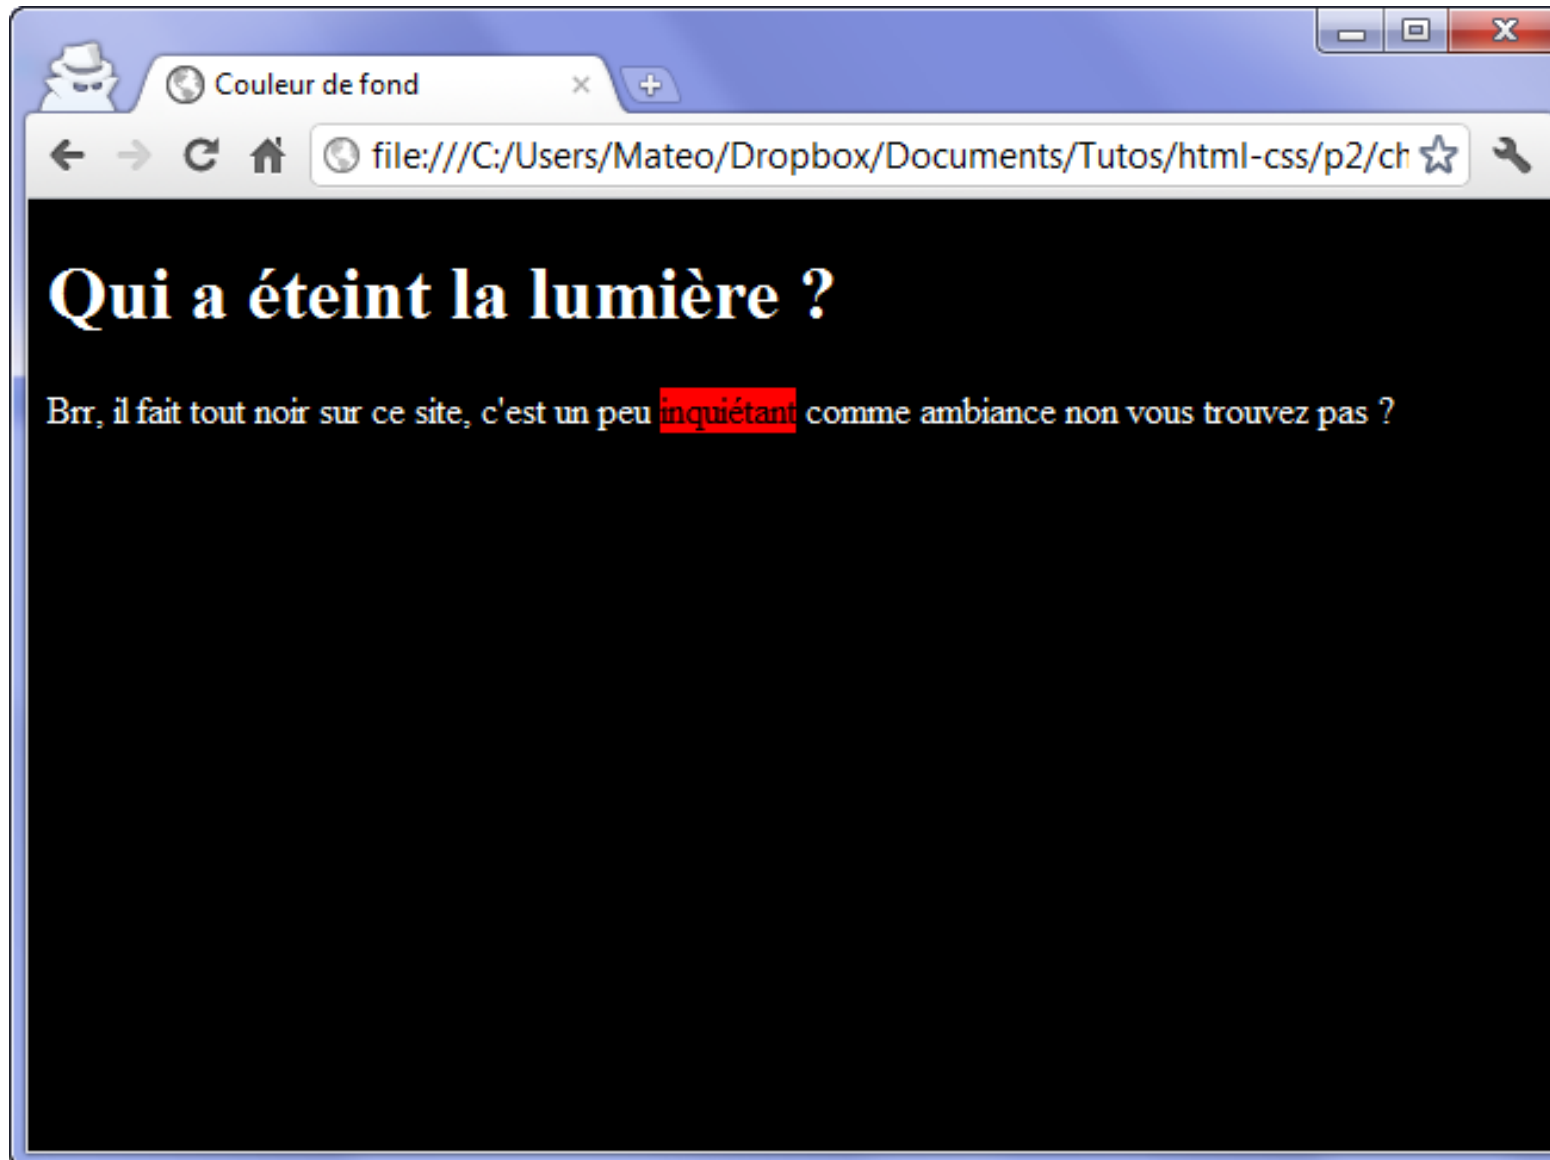 Couleur de fond
file:///C:/Users/Mateo/Dropbox/Documents/Tutos/html-css/p2/ch
Qui a éteint la lumière ?
Brr, il fait tout noir sur ce site, c'est un peu inquiétant comme ambiance non vous trouvez pas ?